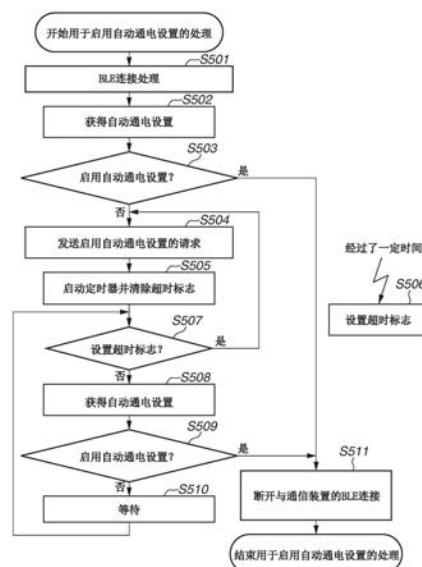 开始用于启用自动通电设置的处理
S501
BLE连接处理
S502
获得自动通电设置
S503
启用自动通电设置?
是
否
S504
发送启用自动通电设置的请求
S505
启动定时器并清除超时标志
经过了一定时间
S506
设置超时标志
S507
设置超时标志?
是
否
S508
获得自动通电设置
S509
启用自动通电设置?
是
否
S510
等待
S511
断开与通信装置的BLE连接
结束用于启用自动通电设置的处理